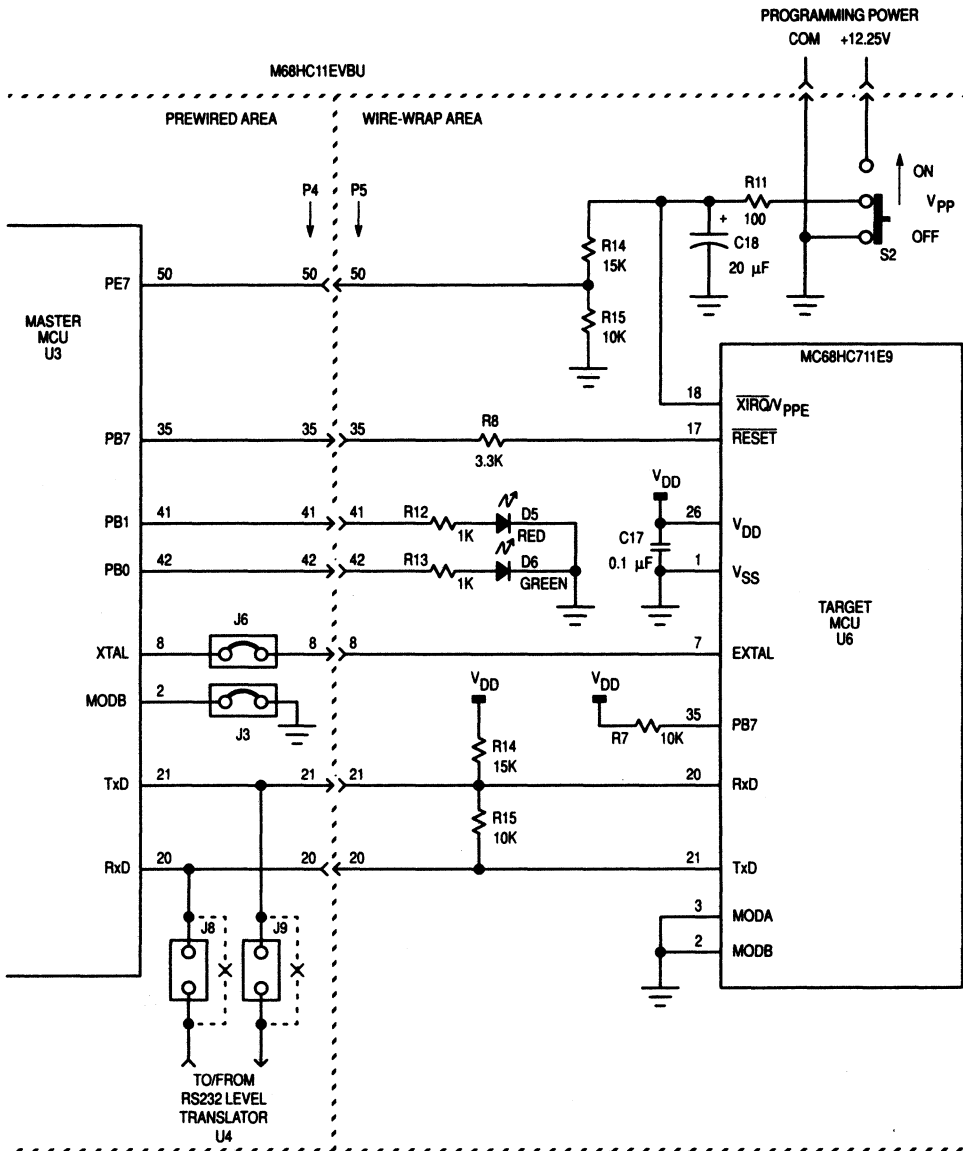 PROGRAMMING POWER
COM +12.25V
M68HC11EVBU
PREWIRED AREA
WIRE-WRAP AREA
P4
P5
ON
VPP
OFF
S2
R11
100
+
C18
20 µF
R14
15K
R15
10K
PE7
50
50
50
MASTER
MCU
U3
MC68HC711E9
18
XIRQ/VPPE
PB7
35
35
35
R8
3.3K
17
RESET
VDD
26
VDD
C17
0.1 µF
1
VSS
PB1
41
41
41
R12
1K
D5
RED
PB0
42
42
42
R13
1K
D6
GREEN
TARGET
MCU
U6
XTAL
8
J6
8
8
7
EXTAL
MODB
2
J3
VDD
VDD
R7
10K
35
PB7
R14
15K
TxD
21
21
21
20
RxD
R15
10K
RxD
20
20
20
21
TxD
3
MODA
2
MODB
J8
J9
TO/FROM
RS232 LEVEL
TRANSLATOR
U4